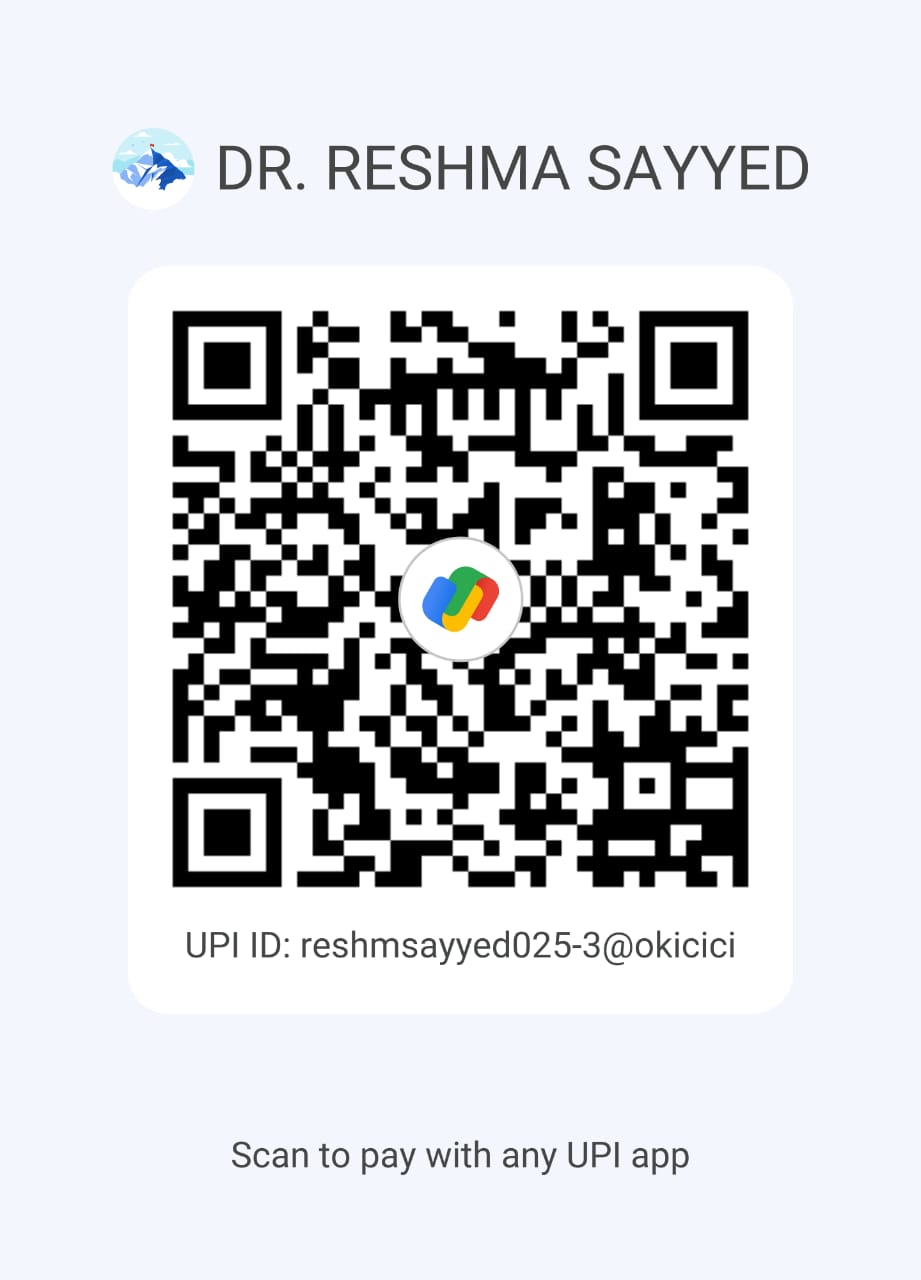 DR. RESHMA SAYYED
UPI ID: reshmsayyed025-3@okicici
Scan to pay with any UPI app